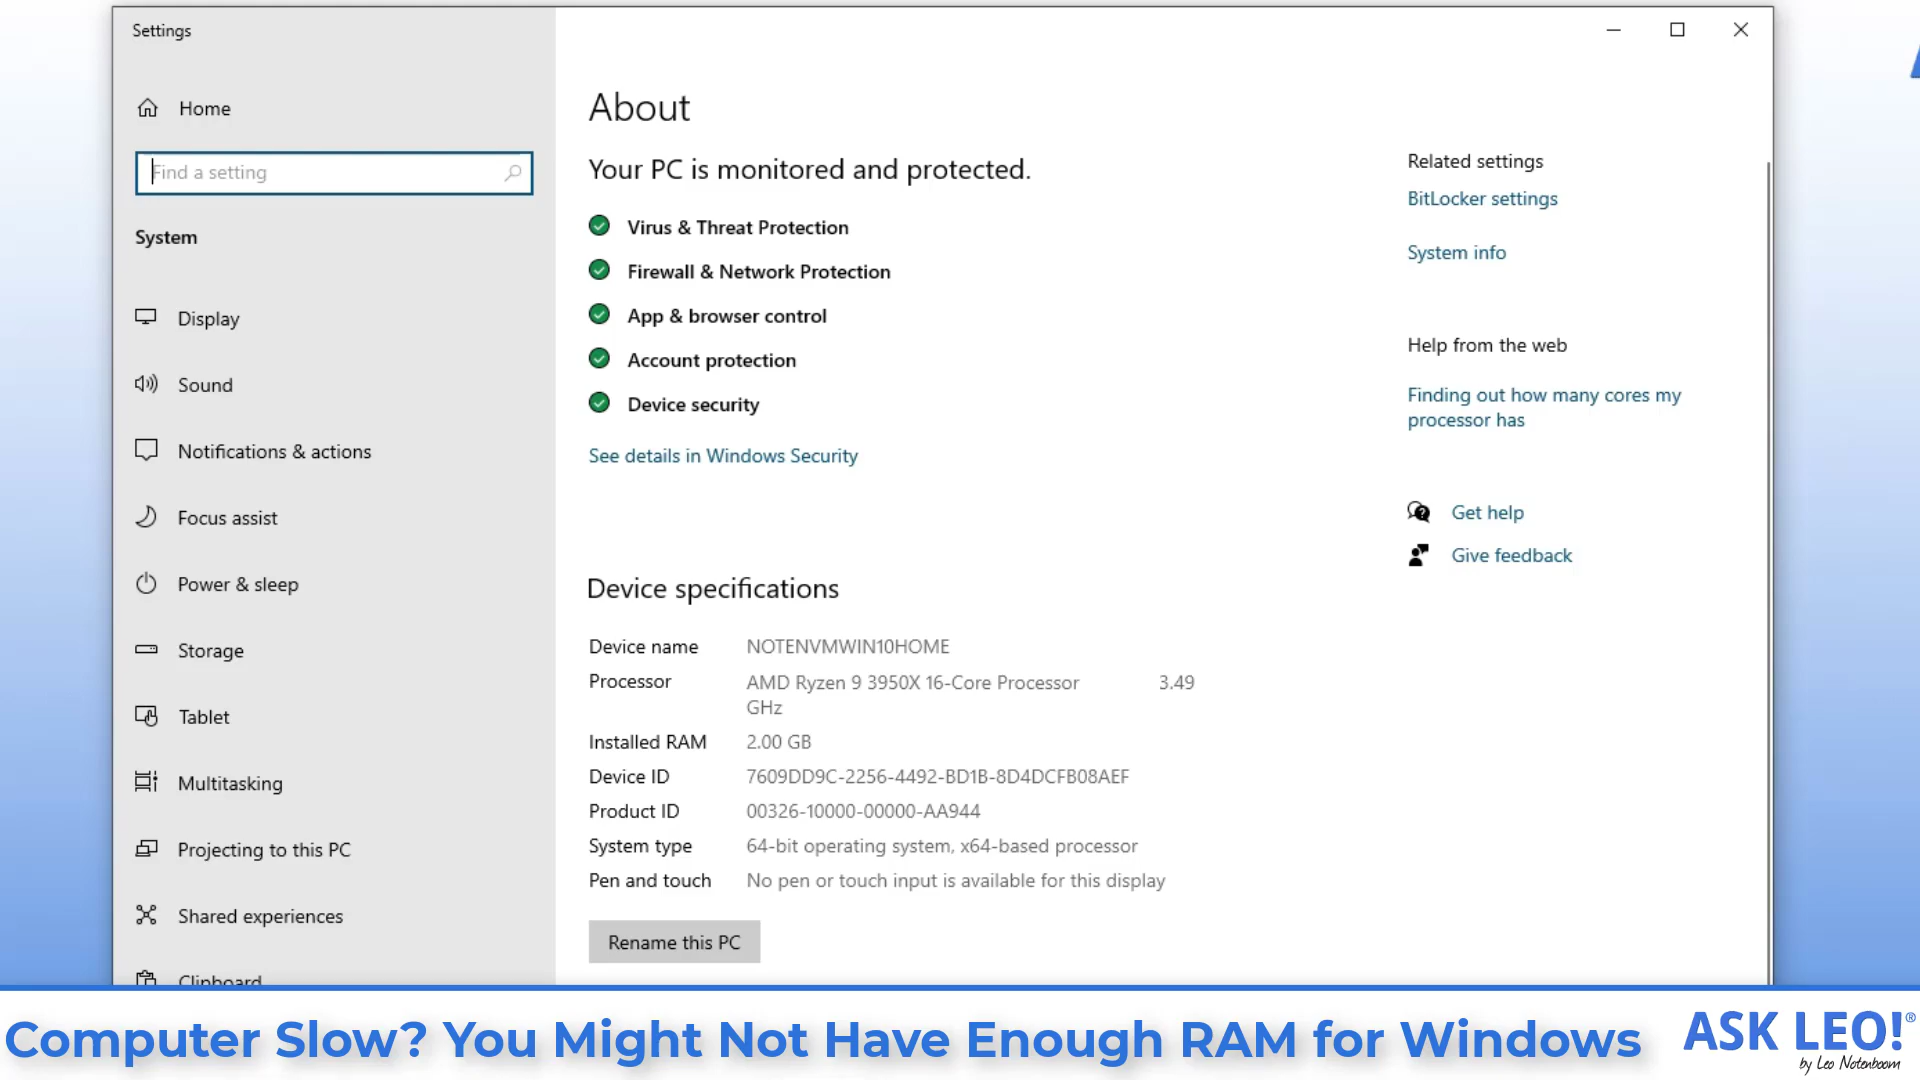 Settings
Home
Find a setting
System
Display
Sound
Notifications & actions
Focus assist
Power & sleep
Storage
Tablet
Multitasking
Projecting to this PC
Shared experiences
Clipboard
About
Your PC is monitored and protected.
Virus & Threat Protection
Firewall & Network Protection
App & browser control
Account protection
Device security
See details in Windows Security
Device specifications
Device name NOTENVMWIN10HOME
Processor AMD Ryzen 9 3950X 16-Core Processor 3.49
GHz
Installed RAM 2.00 GB
Device ID 7609DD9C-2256-4492-BD1B-8D4DCFB08AEF
Product ID 00326-10000-00000-AA944
System type 64-bit operating system, x64-based processor
Pen and touch No pen or touch input is available for this display
Rename this PC
Related settings
BitLocker settings
System info
Help from the web
Finding out how many cores my
processor has
Get help
Give feedback
Computer Slow? You Might Not Have Enough RAM for Windows
ASK LEO!®
by Leo Notenboom